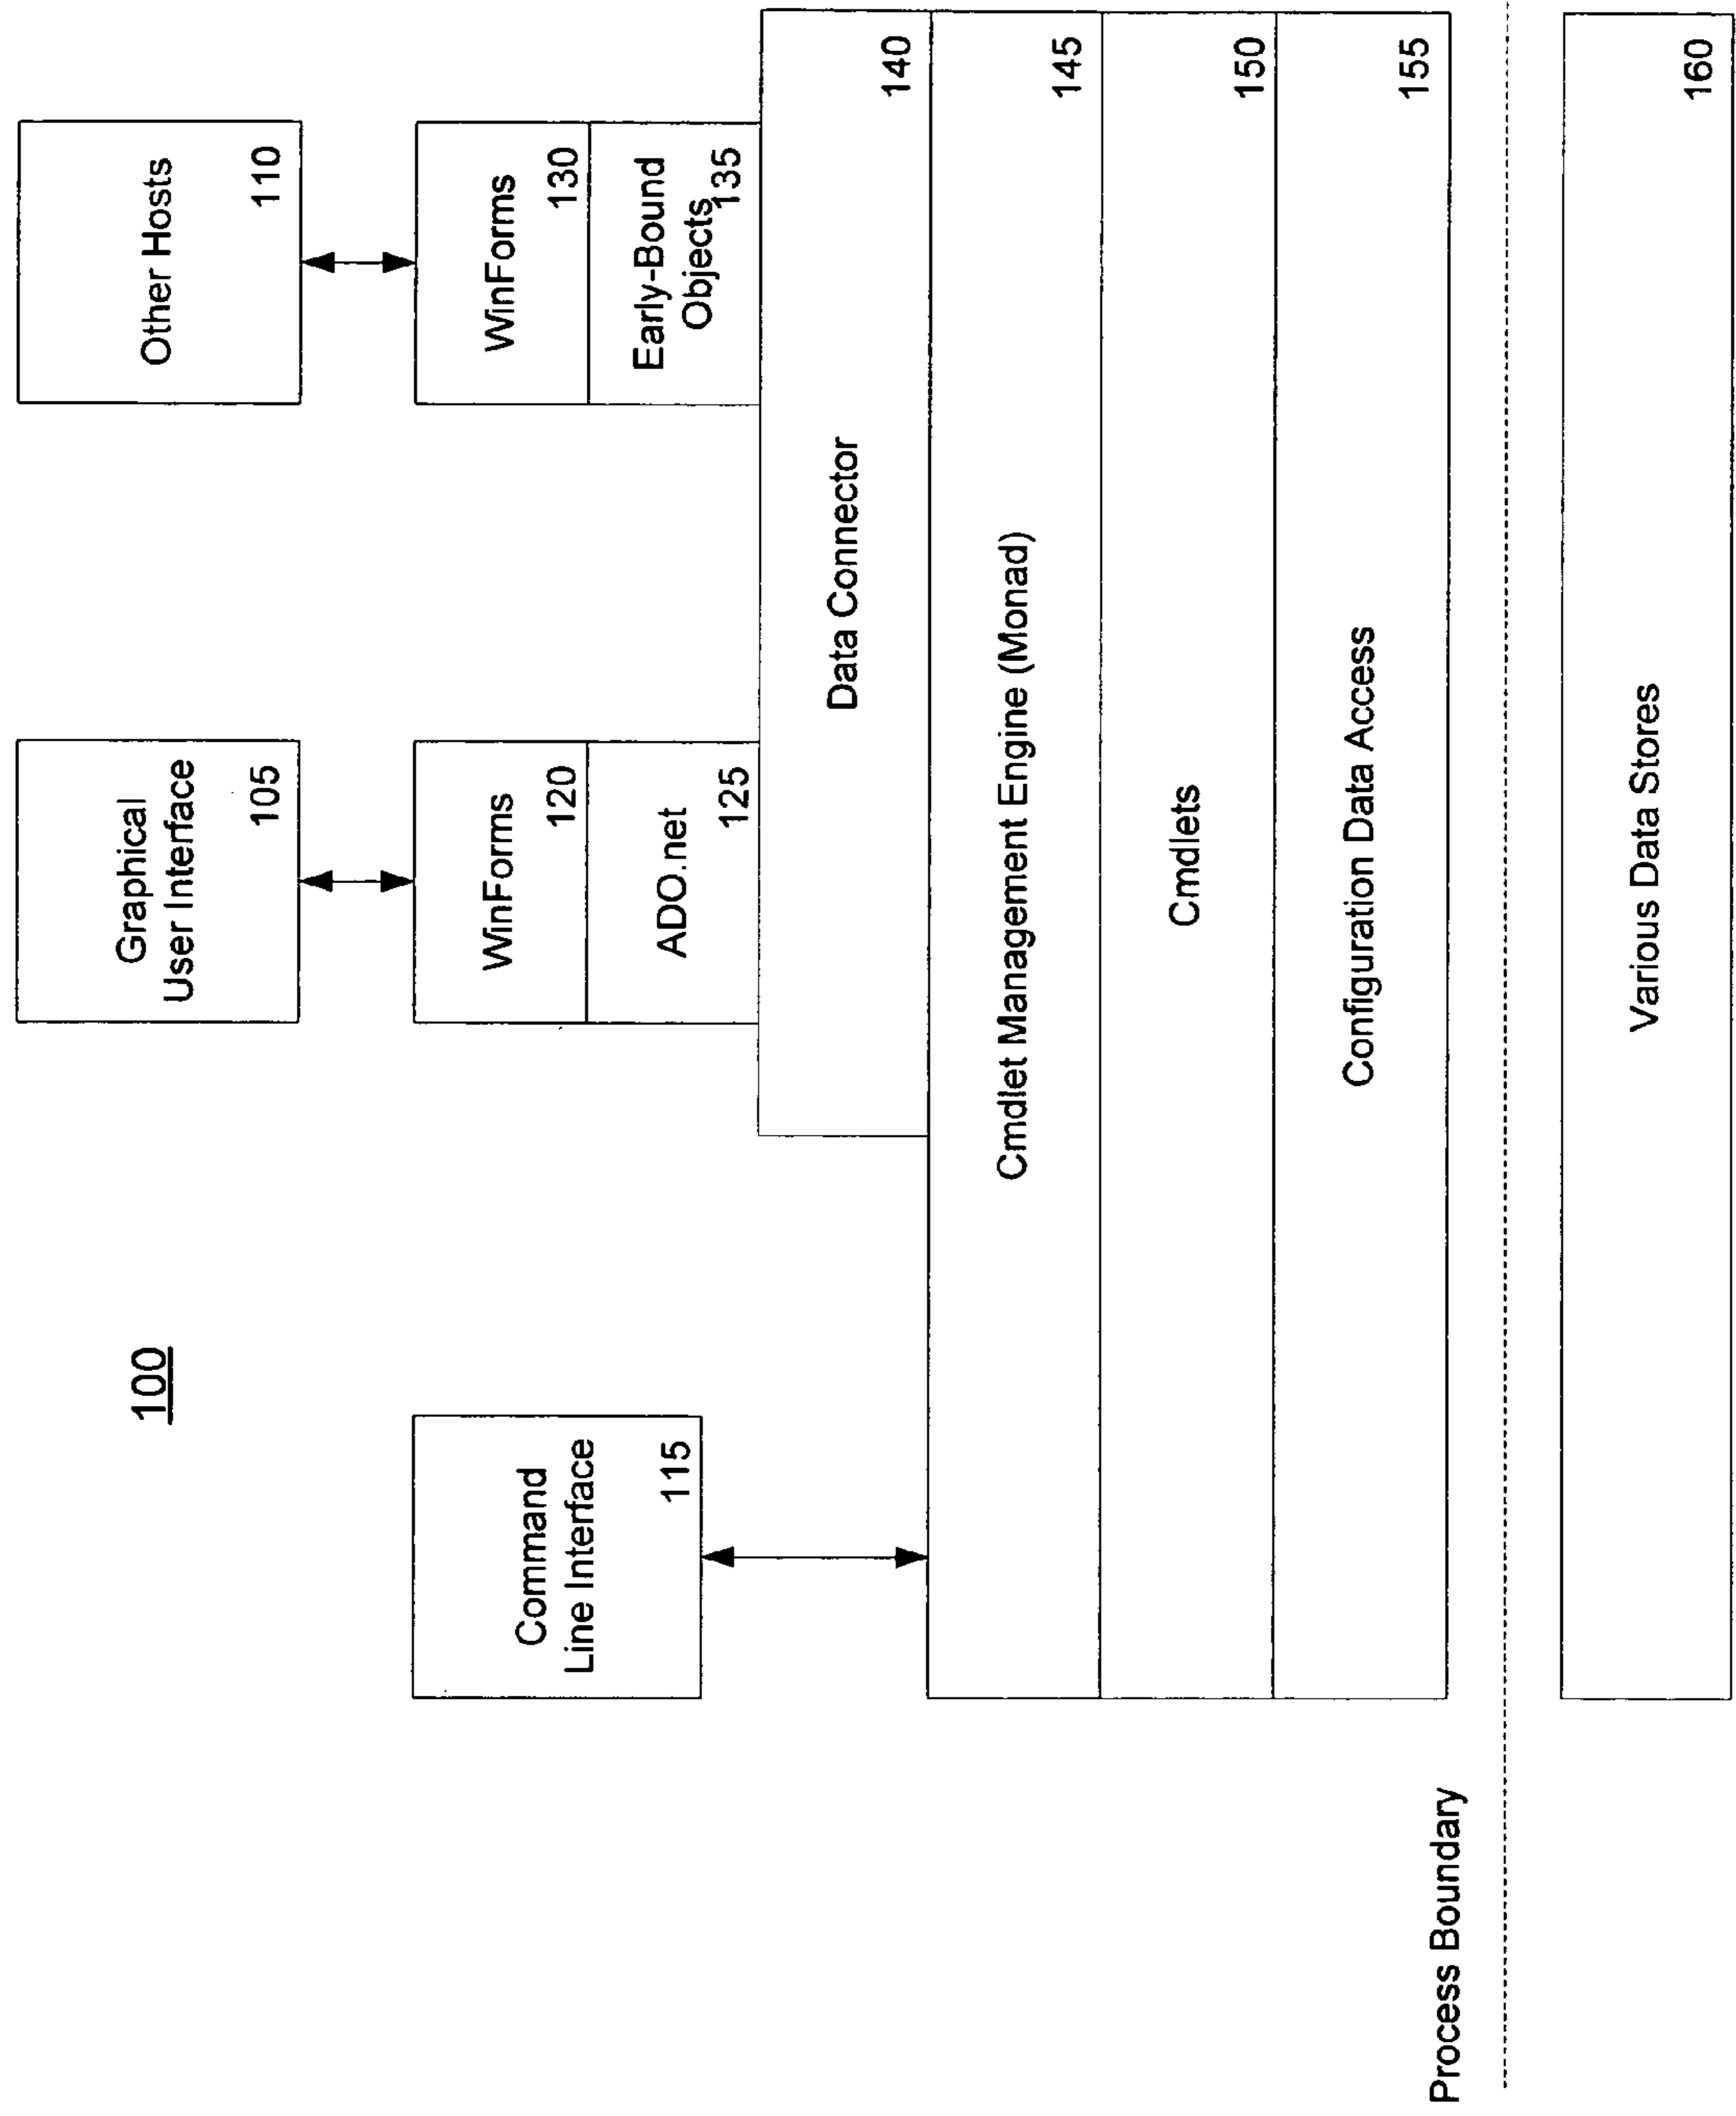 100
Graphical
User Interface
105
Other Hosts
110
Command
Line Interface
115
WinForms
120
ADO.net
125
WinForms
130
Early-Bound
Objects
135
Data Connector
140
Cmdlet Management Engine (Monad)
145
Cmdlets
150
Configuration Data Access
155
Process Boundary
Various Data Stores
160